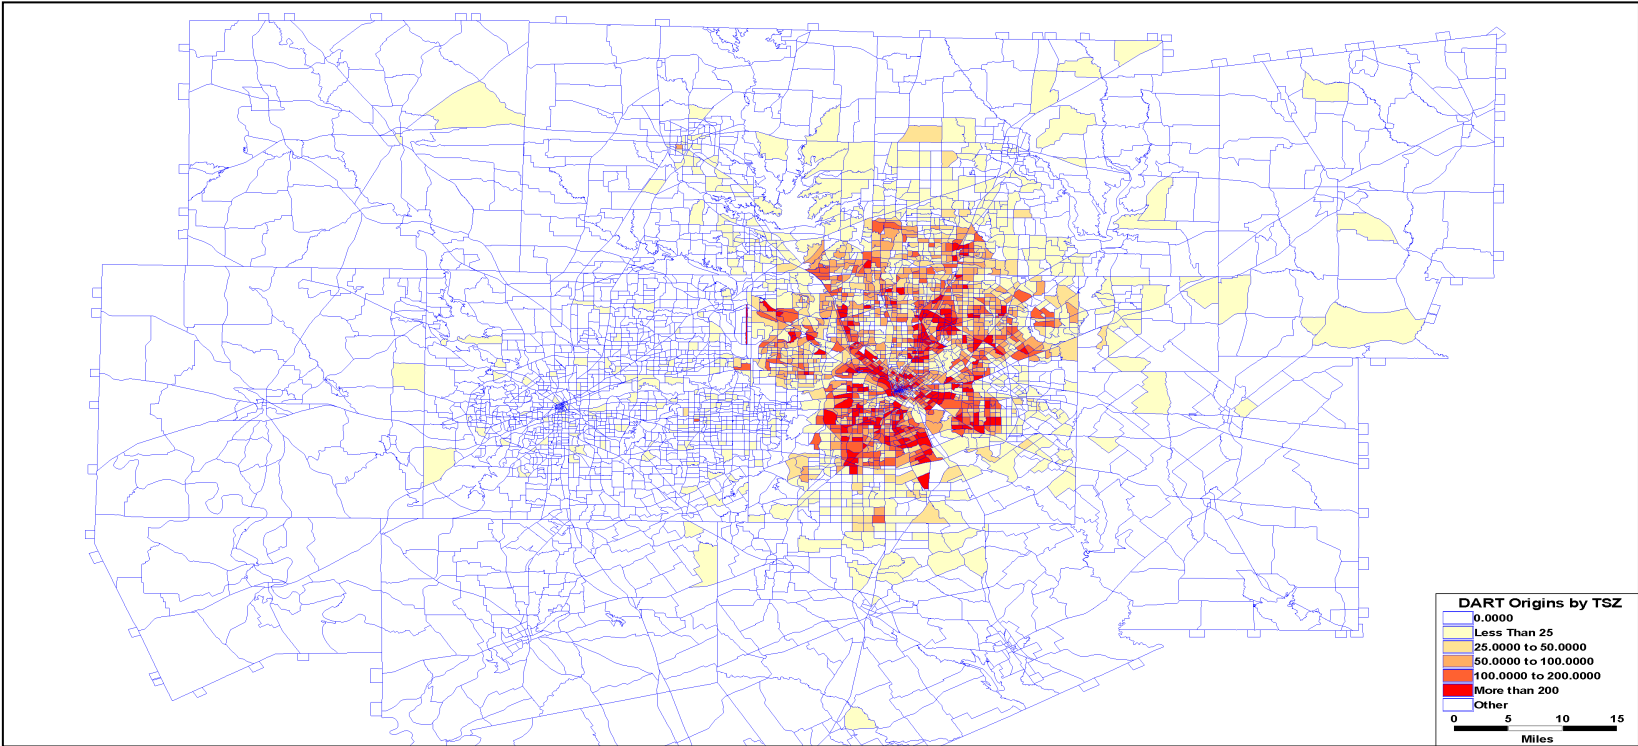 DART Origins by TSZ
0.0000
Less Than 25
25.0000 to 50.0000
50.0000 to 100.0000
100.0000 to 200.0000
More than 200
Other
0 5 10 15
Miles